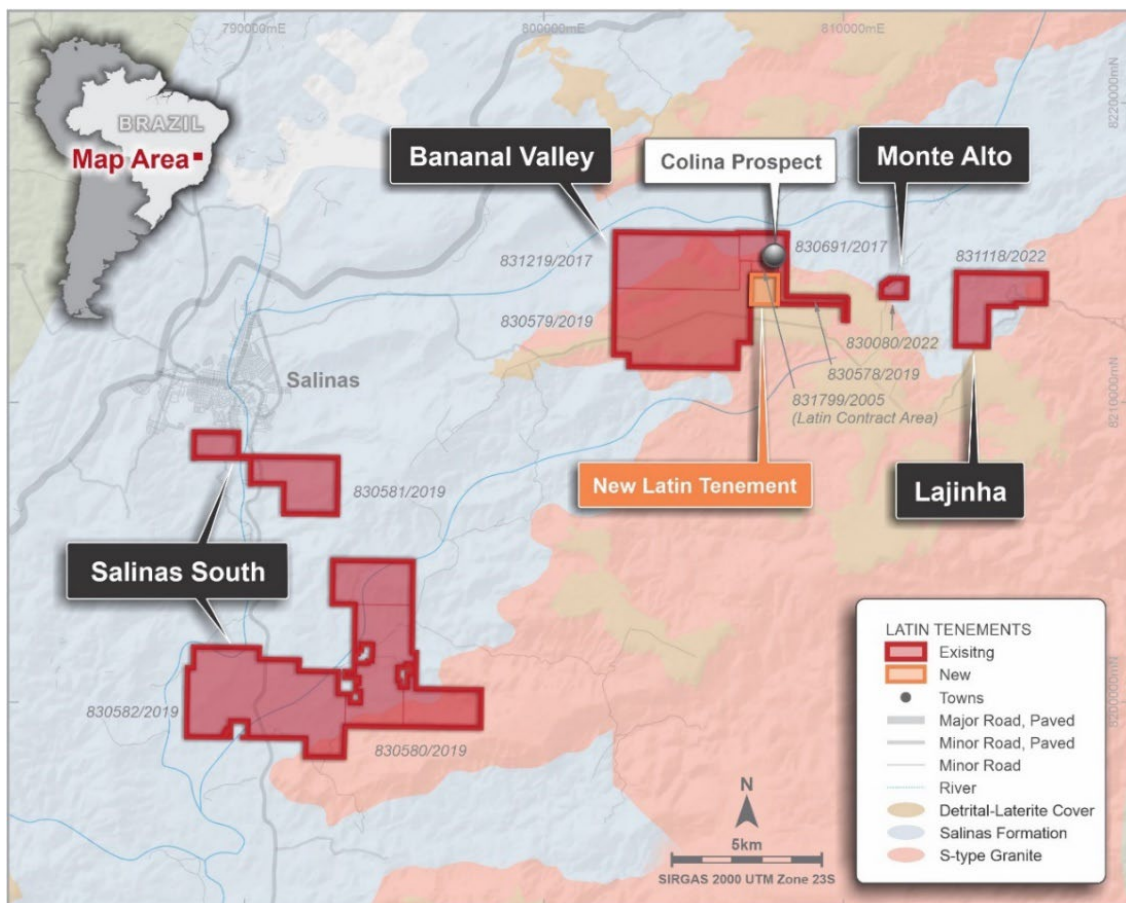 790000mE
800000mE
810000mE
8220000mN
BRAZIL
Map Area
Bananal Valley
Colina Prospect
Monte Alto
831219/2017
830691/2017
831118/2022
830579/2019
830080/2022
830578/2019
831799/2005
(Latin Contract Area)
8210000mN
Salinas
New Latin Tenement
Lajinha
830581/2019
Salinas South
830582/2019
830580/2019
8200000mN
LATIN TENEMENTS
Exisitng
New
Towns
Major Road, Paved
Minor Road, Paved
Minor Road
River
Detrital-Laterite Cover
Salinas Formation
S-type Granite
N
5km
SIRGAS 2000 UTM Zone 23S